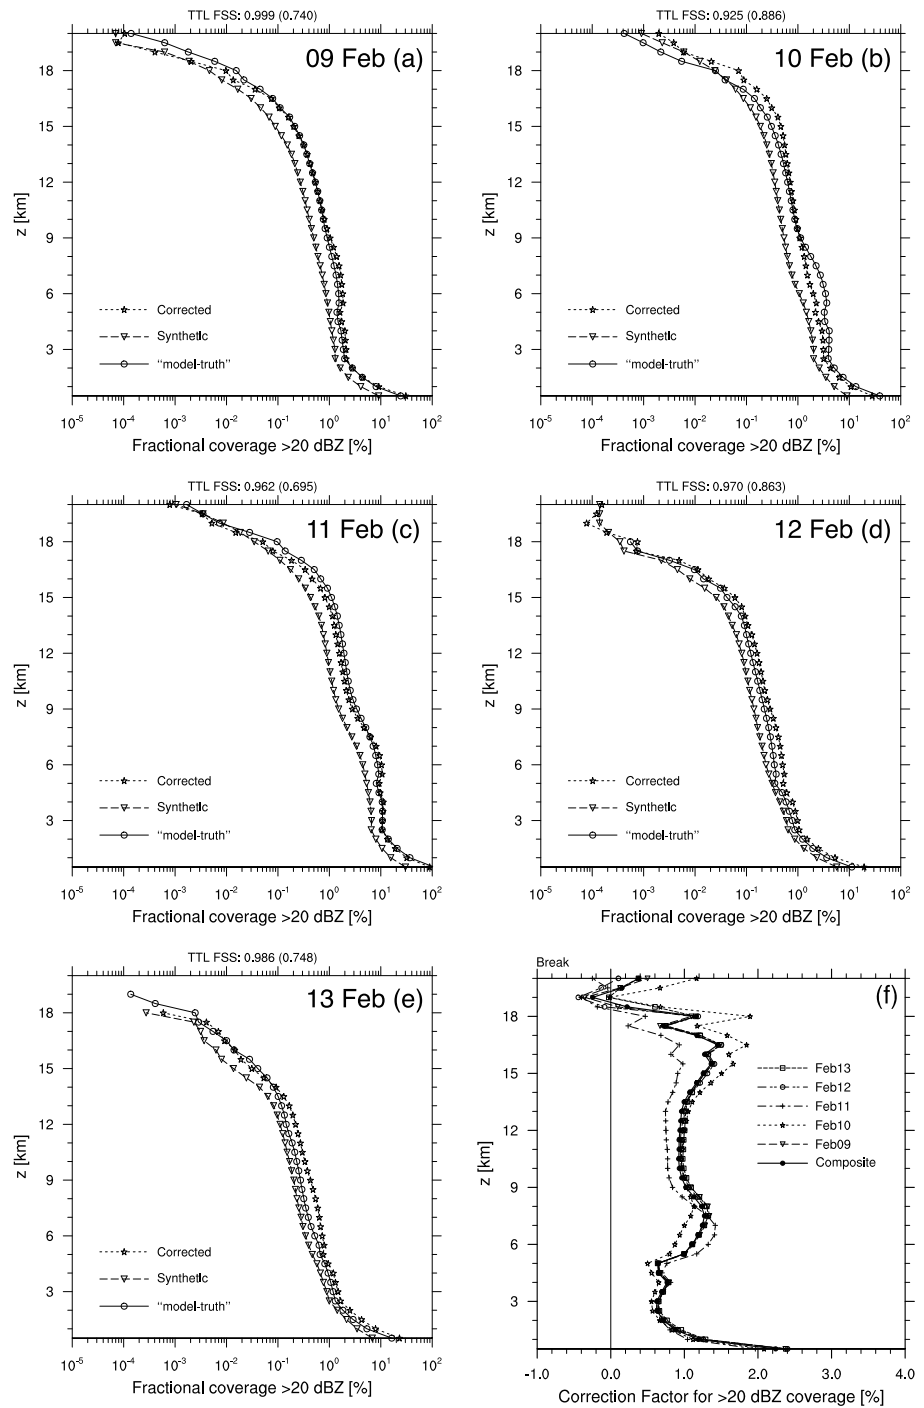 TTL FSS: 0.999 (0.740)
09 Feb (a)
z [km]
18
15
12
9
6
3
Corrected
Synthetic
“model-truth”
10-5 10-4 10-3 10-2 10-1 100 101 102
Fractional coverage >20 dBZ [%]
TTL FSS: 0.925 (0.886)
10 Feb (b)
z [km]
18
15
12
9
6
3
Corrected
Synthetic
“model-truth”
10-5 10-4 10-3 10-2 10-1 100 101 102
Fractional coverage >20 dBZ [%]
TTL FSS: 0.962 (0.695)
11 Feb (c)
z [km]
18
15
12
9
6
3
Corrected
Synthetic
“model-truth”
10-5 10-4 10-3 10-2 10-1 100 101 102
Fractional coverage >20 dBZ [%]
TTL FSS: 0.970 (0.863)
12 Feb (d)
z [km]
18
15
12
9
6
3
Corrected
Synthetic
“model-truth”
10-5 10-4 10-3 10-2 10-1 100 101 102
Fractional coverage >20 dBZ [%]
TTL FSS: 0.986 (0.748)
13 Feb (e)
z [km]
18
15
12
9
6
3
Corrected
Synthetic
“model-truth”
10-5 10-4 10-3 10-2 10-1 100 101 102
Fractional coverage >20 dBZ [%]
Break
(f)
z [km]
18
15
12
9
6
3
Feb13
Feb12
Feb11
Feb10
Feb09
Composite
-1.0 0.0 1.0 2.0 3.0 4.0
Correction Factor for >20 dBZ coverage [%]